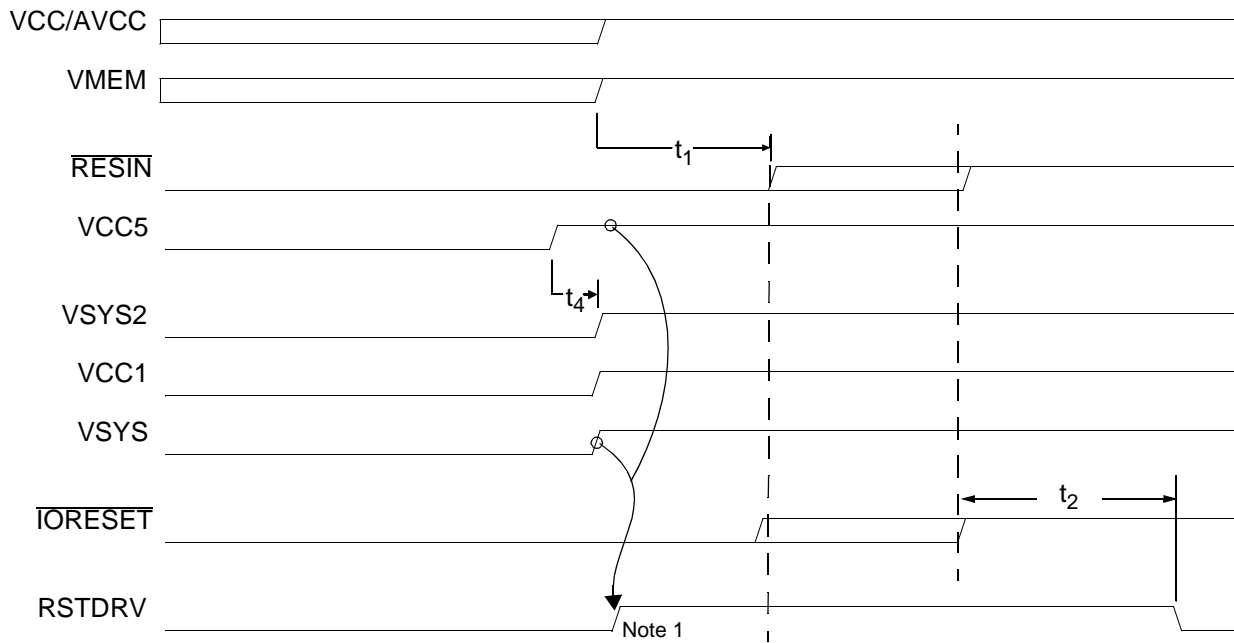 VCC/AVCC
VMEM
t1
RESIN
VCC5
t4
VSYS2
VCC1
VSYS
t2
IORESET
RSTDRV
Note 1